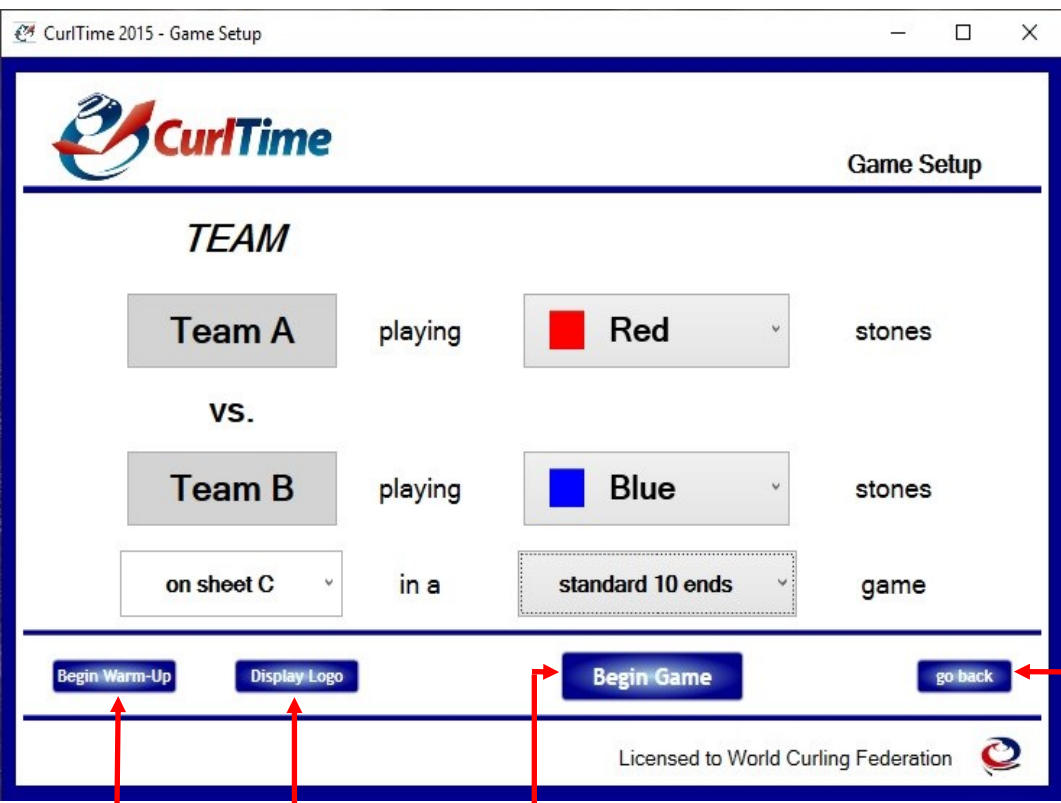 CurlTime 2015 - Game Setup
CurlTime
Game Setup
TEAM
Team A playing Red stones
vs.
Team B playing Blue stones
on sheet C in a standard 10 ends game
Begin Warm-Up Display Logo Begin Game go back
Licensed to World Curling Federation